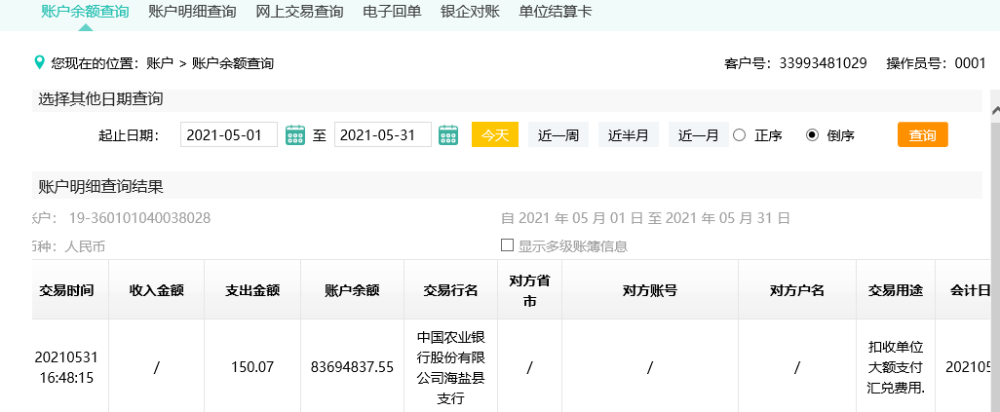 账户余额查询 账户明细查询 网上交易查询 电子回单 银企对账 单位结算卡
您现在的位置：账户 > 账户余额查询 客户号：33993481029 操作员号：0001
选择其他日期查询
起止日期： 2021-05-01 至 2021-05-31 今天 近一周 近半月 近一月 正序 倒序 查询
账户明细查询结果
账户： 19-360101040038028 自 2021 年 05 月 01 日 至 2021 年 05 月 31 日
币种：人民币 显示多级账簿信息
交易时间 收入金额 支出金额 账户余额 交易行名 对方省市 对方账号 对方户名 交易用途 会计日
20210531 16:48:15 / 150.07 83694837.55 中国农业银行股份有限公司海盐县支行 / / / 扣收单位大额支付汇兑费用. 202105